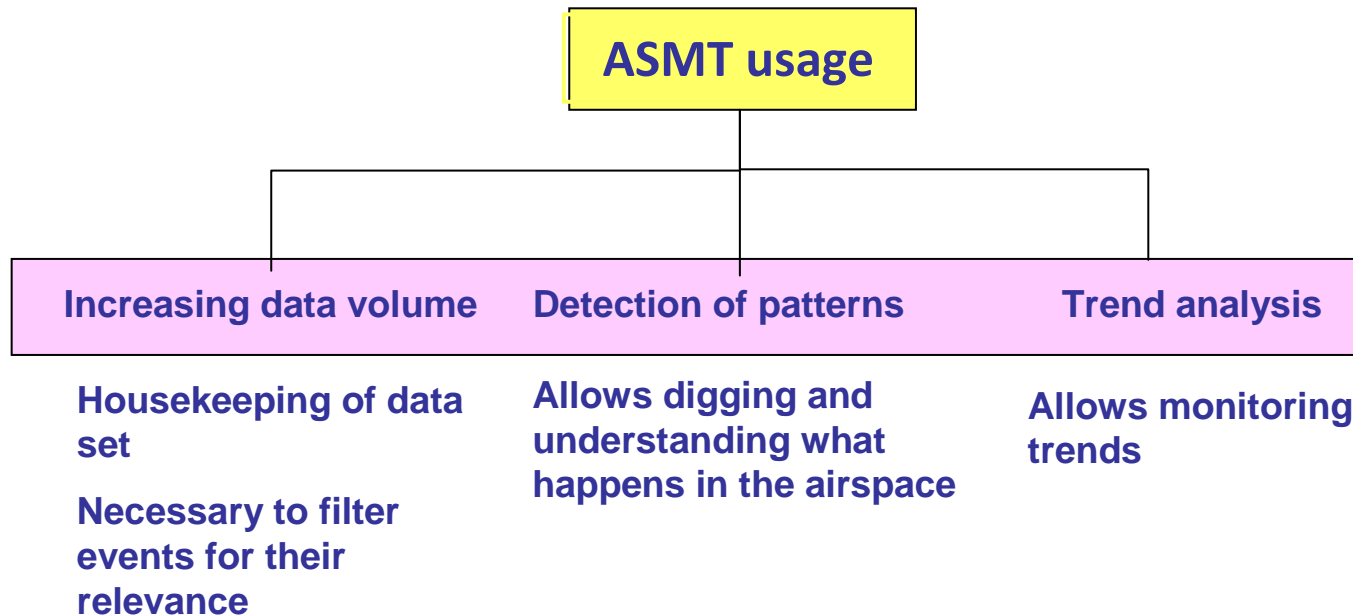 ASMT usage
Increasing data volume
Detection of patterns
Trend analysis
Housekeeping of data
set
Necessary to filter
events for their
relevance
Allows digging and
understanding what
happens in the airspace
Allows monitoring
trends